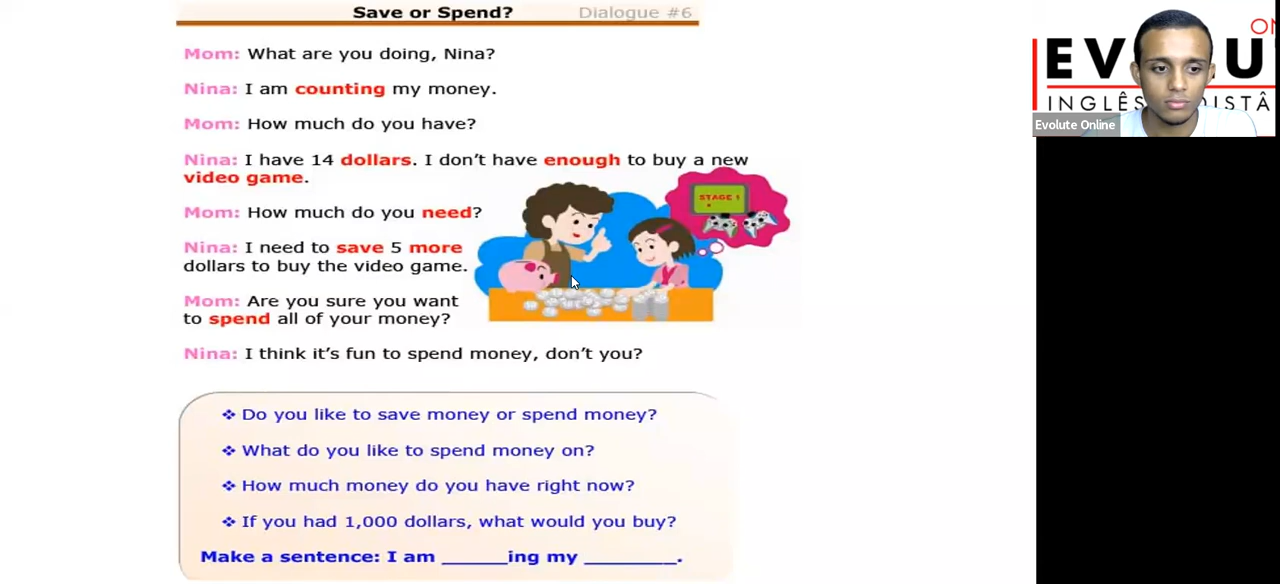 Save or Spend? Dialogue #6
Mom: What are you doing, Nina?
Nina: I am counting my money.
Mom: How much do you have?
Nina: I have 14 dollars. I don't have enough to buy a new
video game.
STAGE 1
Mom: How much do you need?
Nina: I need to save 5 more
dollars to buy the video game.
Mom: Are you sure you want
to spend all of your money?
Nina: I think it's fun to spend money, don't you?
❖ Do you like to save money or spend money?
❖ What do you like to spend money on?
❖ How much money do you have right now?
❖ If you had 1,000 dollars, what would you buy?
Make a sentence: I am ______ing my ________.
ON
EV U
INGLÊS DISTÂ
Evolute Online